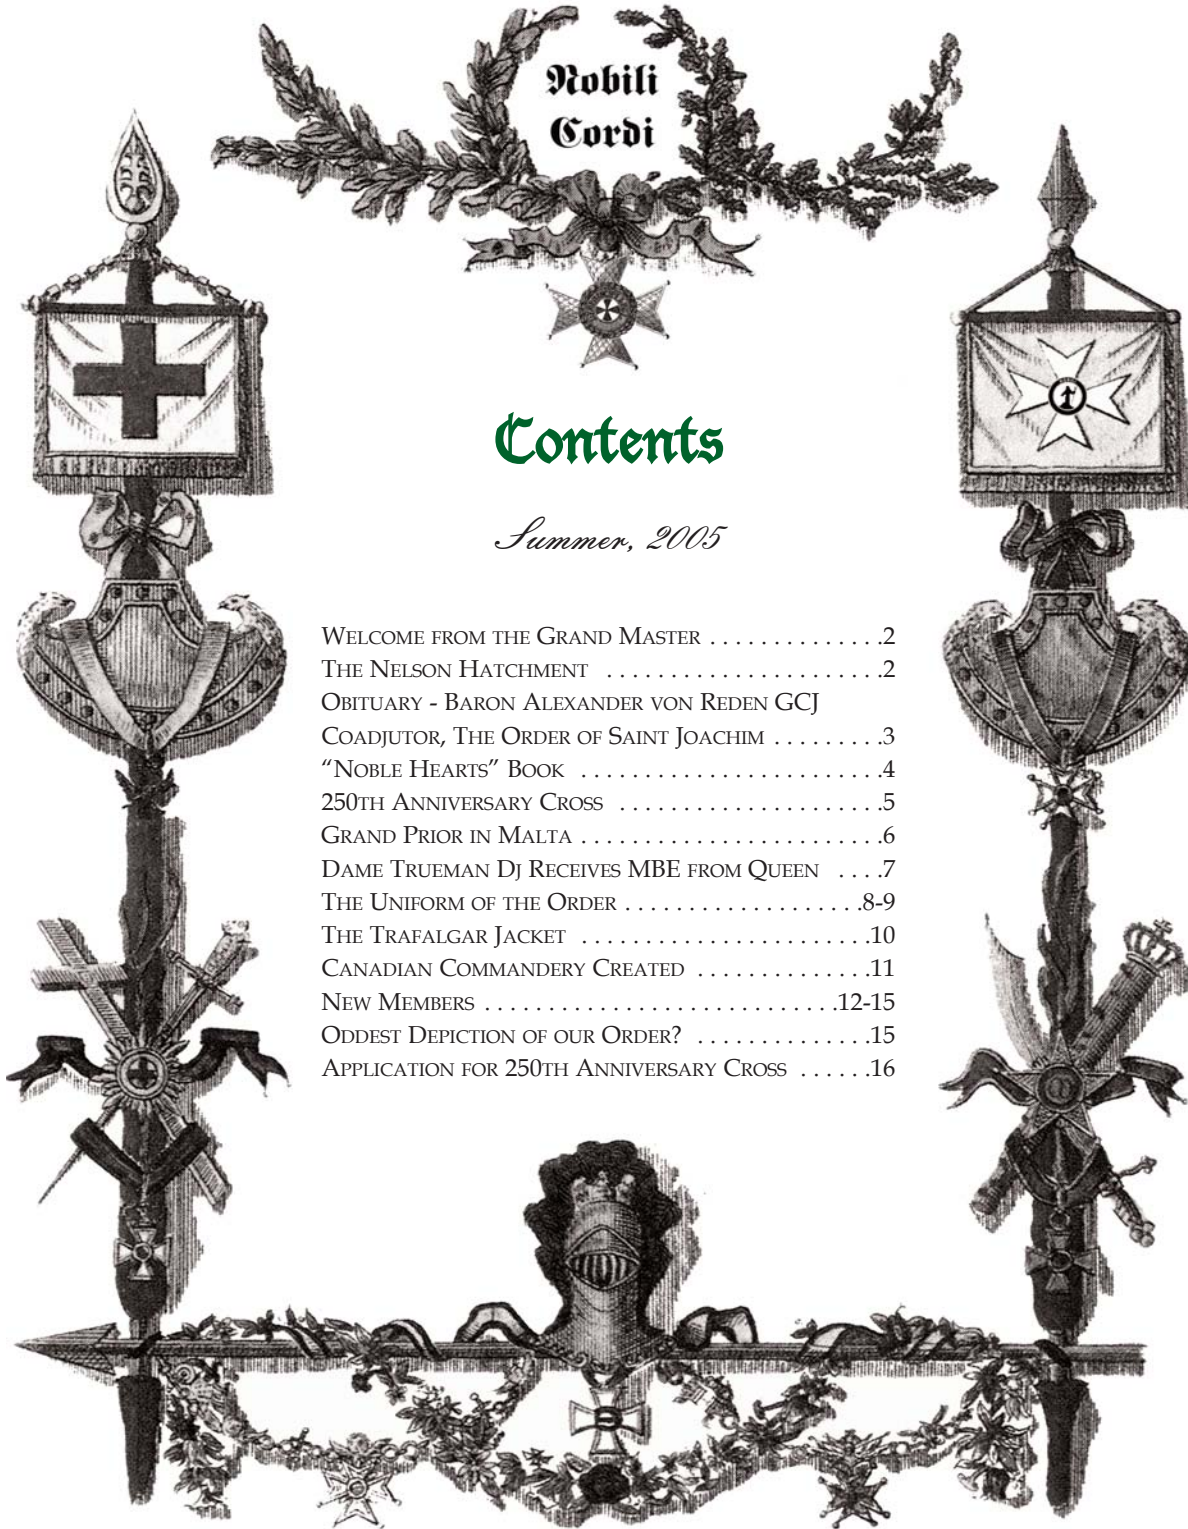 Nobili
Cordi
Contents
Summer, 2005
Welcome from the Grand Master . . . . . . . . . . . . . .2
The Nelson Hatchment . . . . . . . . . . . . . . . . . . . . . .2
Obituary - Baron Alexander von Reden GCJ
Coadjutor, The Order of Saint Joachim . . . . . . . . .3
“Noble Hearts” Book . . . . . . . . . . . . . . . . . . . . . . . .4
250th Anniversary Cross . . . . . . . . . . . . . . . . . . . . .5
Grand Prior in Malta . . . . . . . . . . . . . . . . . . . . . . . .6
Dame Trueman Dj Receives MBE from Queen . . . .7
The Uniform of the Order . . . . . . . . . . . . . . . . . . .8-9
The Trafalgar Jacket . . . . . . . . . . . . . . . . . . . . . . .10
Canadian Commandery Created . . . . . . . . . . . . . .11
New Members . . . . . . . . . . . . . . . . . . . . . . . . . . . .12-15
Oddest Depiction of our Order? . . . . . . . . . . . . . .15
Application for 250th Anniversary Cross . . . . . .16